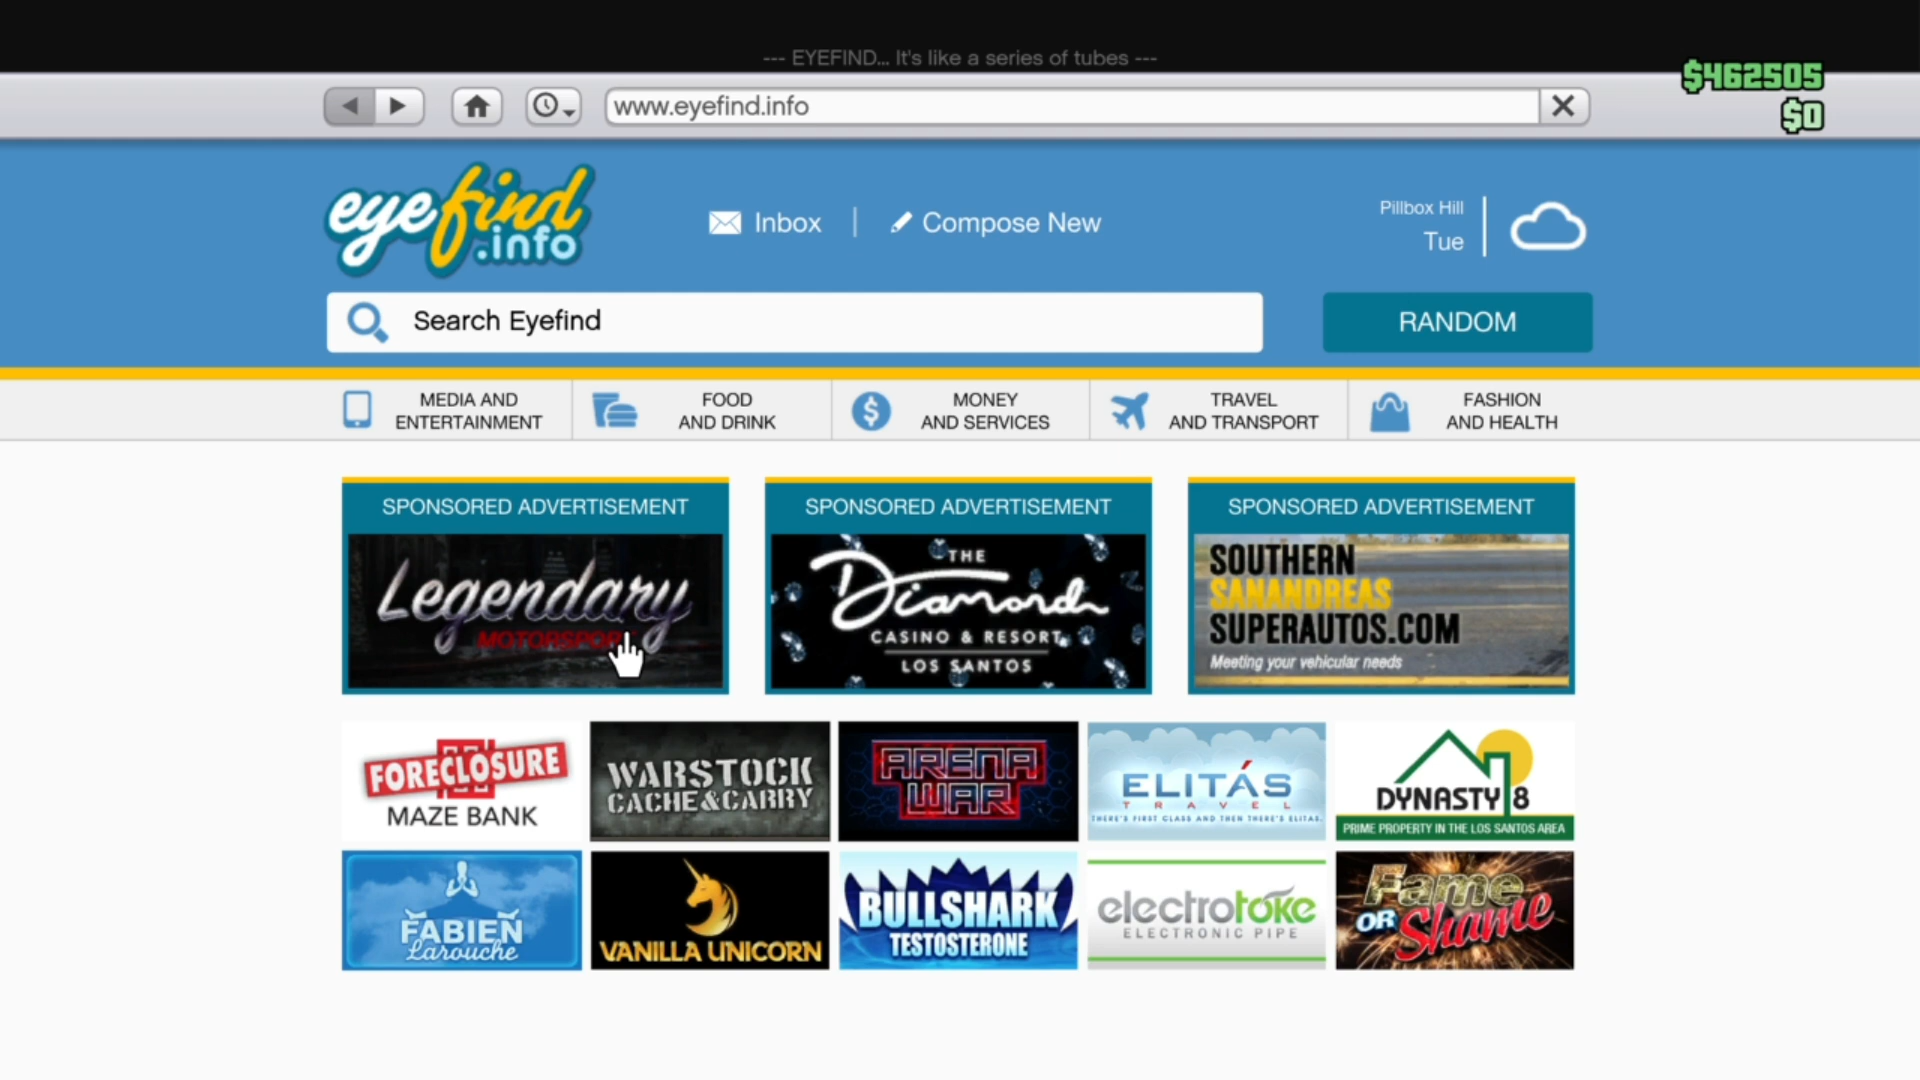 --- EYEFIND... It's like a series of tubes ---
$462505
www.eyefind.info
$0
eyefind
.info
Inbox
Compose New
Pillbox Hill
Tue
Search Eyefind
RANDOM
MEDIA AND
ENTERTAINMENT
FOOD
AND DRINK
MONEY
AND SERVICES
TRAVEL
AND TRANSPORT
FASHION
AND HEALTH
SPONSORED ADVERTISEMENT
Legendary
MOTORSPORT
SPONSORED ADVERTISEMENT
THE
Diamond
CASINO & RESORT
LOS SANTOS
SPONSORED ADVERTISEMENT
SOUTHERN
SANANDREAS
SUPERAUTOS.COM
Meeting your vehicular needs
FORECLOSURE
MAZE BANK
WARSTOCK
CACHE&CARRY
ARENA
WAR
ELITÁS
TRAVEL
THERE'S FIRST CLASS AND THEN THERE'S ELITAS.
DYNASTY 8
PRIME PROPERTY IN THE LOS SANTOS AREA
FABIEN
Larouche
VANILLA UNICORN
BULLSHARK
TESTOSTERONE
electrotoke
ELECTRONIC PIPE
Fame
OR Shame